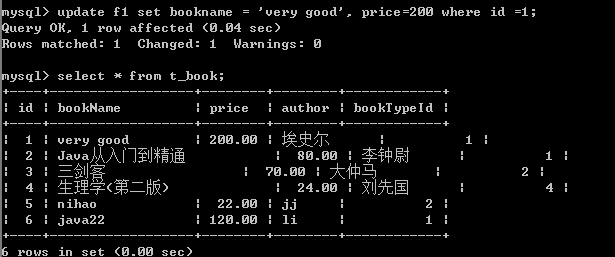 mysql> update f1 set bookname = 'very good', price=200 where id =1;
Query OK, 1 row affected (0.04 sec)
Rows matched: 1  Changed: 1  Warnings: 0
mysql> select * from t_book;
+----+--------------------+--------+--------+------------+
| id | bookName           | price  | author | bookTypeId |
+----+--------------------+--------+--------+------------+
|  1 | very good          | 200.00 | 埃史尔      |          1 |
|  2 | Java从入门到精通           |  80.00 | 李钟尉      |          1 |
|  3 | 三剑客                |  70.00 | 大仲马      |          2 |
|  4 | 生理学(第二版)           |  24.00 | 刘先国      |          4 |
|  5 | nihao              |  22.00 | jj     |          2 |
|  6 | java22             | 120.00 | li     |          1 |
+----+--------------------+--------+--------+------------+
6 rows in set (0.00 sec)